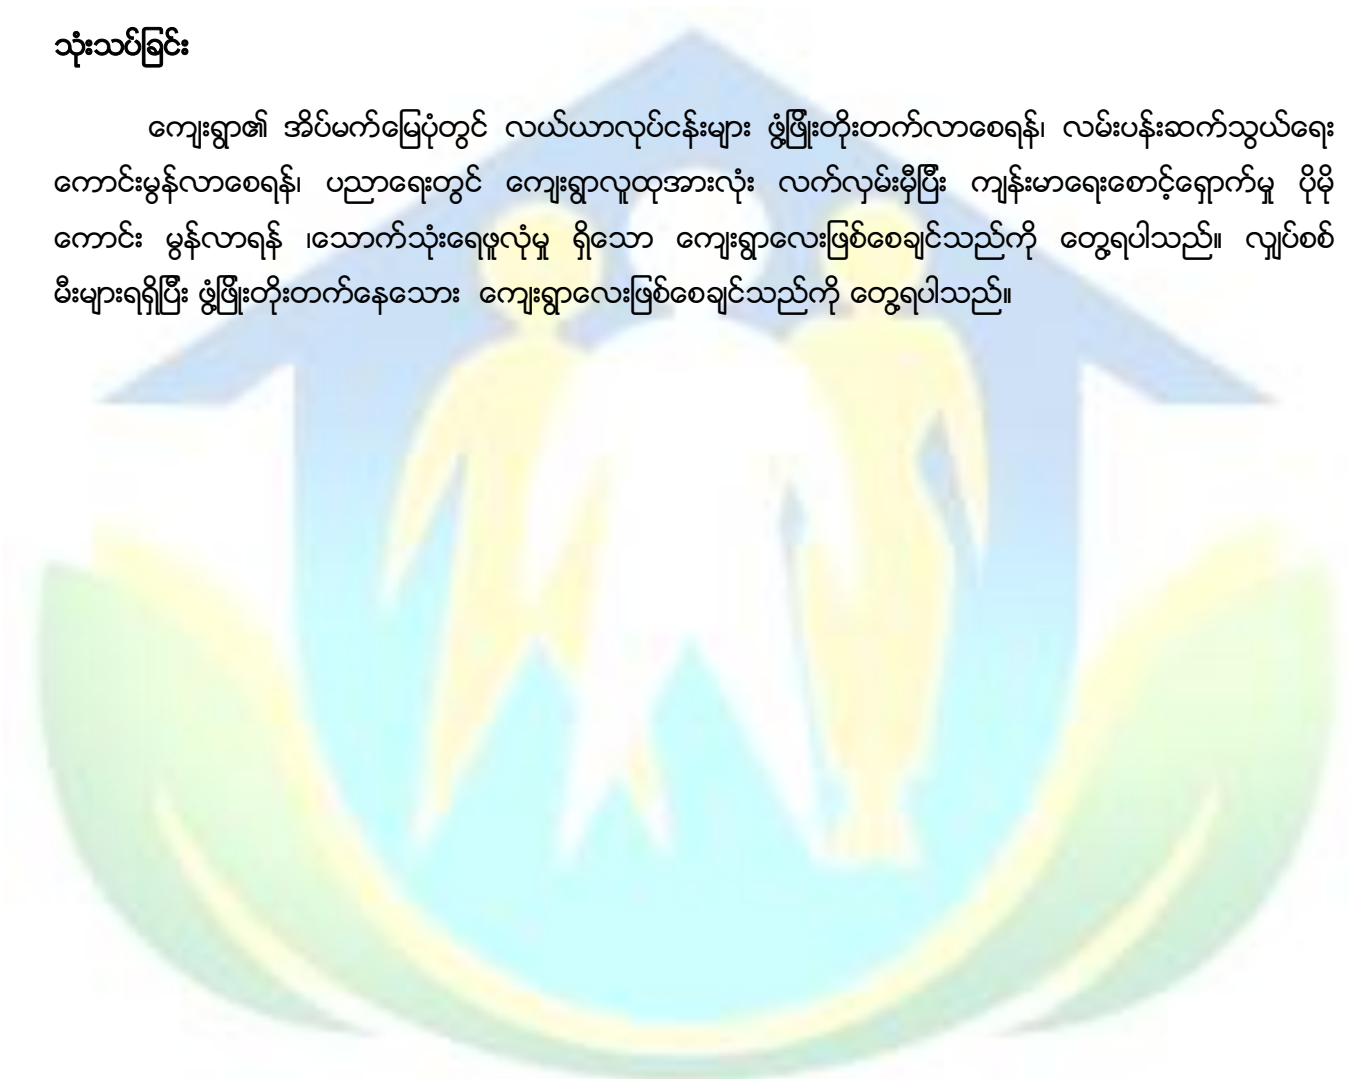 သုံးသပ်ခြင်း
ကျေးရွာ၏ အိပ်မက်မြေပုံတွင် လယ်ယာလုပ်ငန်းများ ဖွံ့ဖြိုးတိုးတက်လာစေရန်၊ လမ်းပန်းဆက်သွယ်ရေး
ကောင်းမွန်လာစေရန်၊ ပညာရေးတွင် ကျေးရွာလူထုအားလုံး လက်လှမ်းမှီပြီး ကျန်းမာရေးစောင့်ရှောက်မှု ပိုမို
ကောင်း မွန်လာရန် ၊သောက်သုံးရေဖူလုံမှု ရှိသော ကျေးရွာလေးဖြစ်စေချင်သည်ကို တွေ့ရပါသည်။ လျှပ်စစ်
မီးများရရှိပြီး ဖွံ့ဖြိုးတိုးတက်နေသေား ကျေးရွာလေးဖြစ်စေချင်သည်ကို တွေ့ရပါသည်။